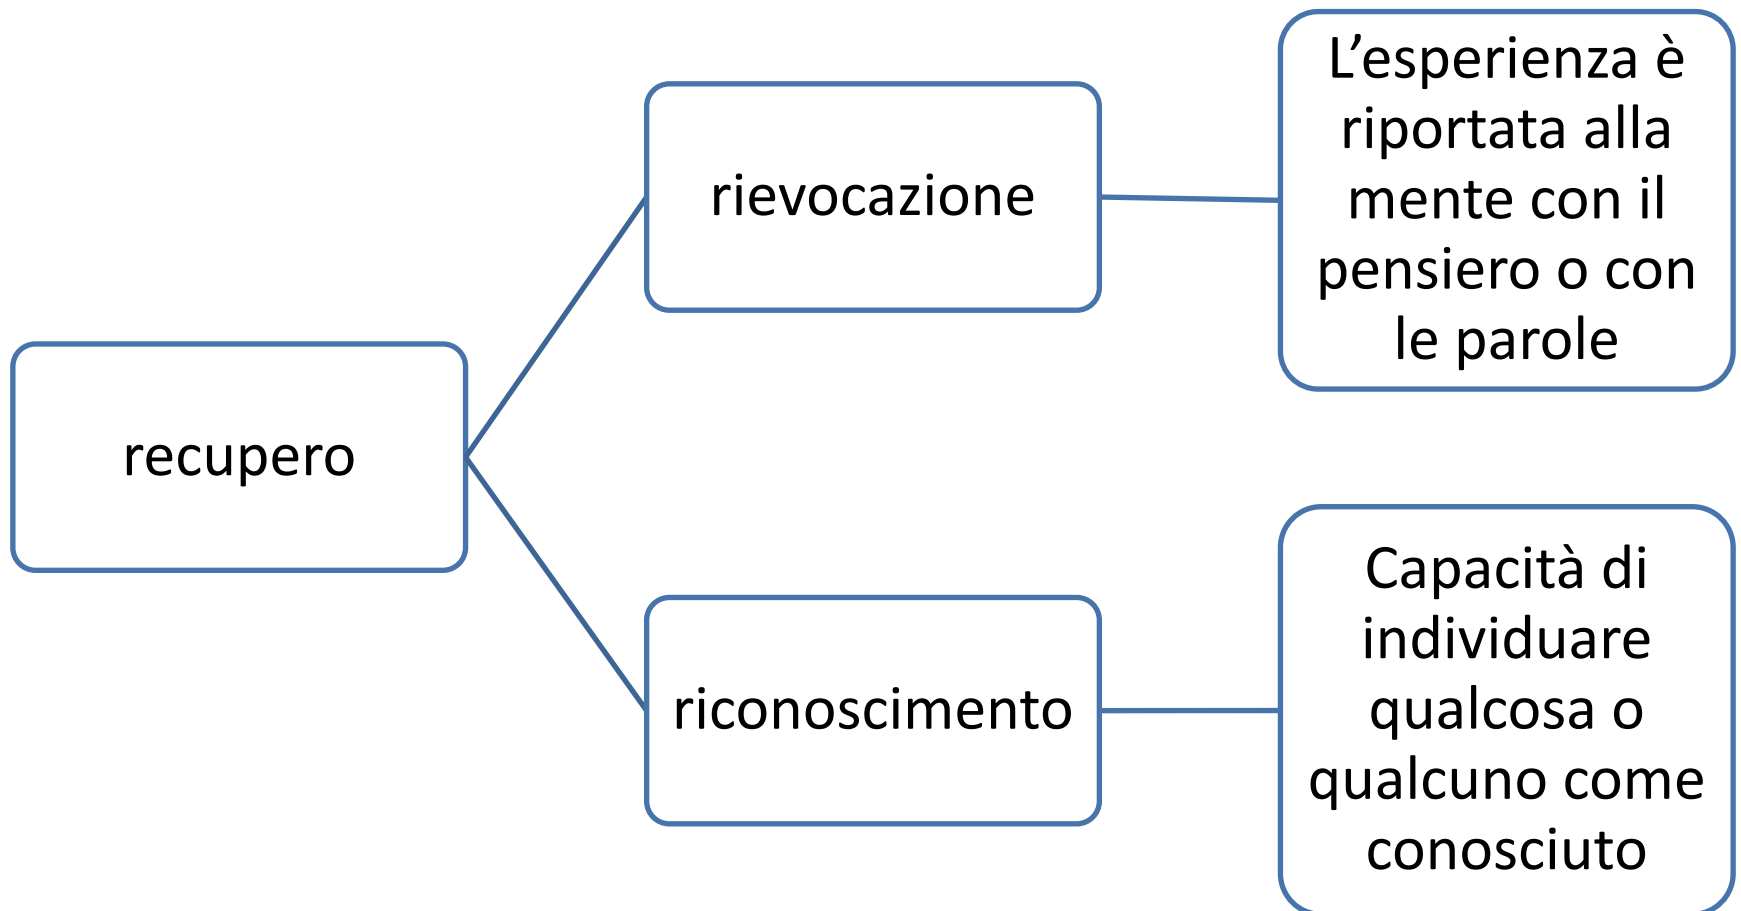 recupero
rievocazione
L’esperienza è
riportata alla
mente con il
pensiero o con
le parole
riconoscimento
Capacità di
individuare
qualcosa o
qualcuno come
conosciuto